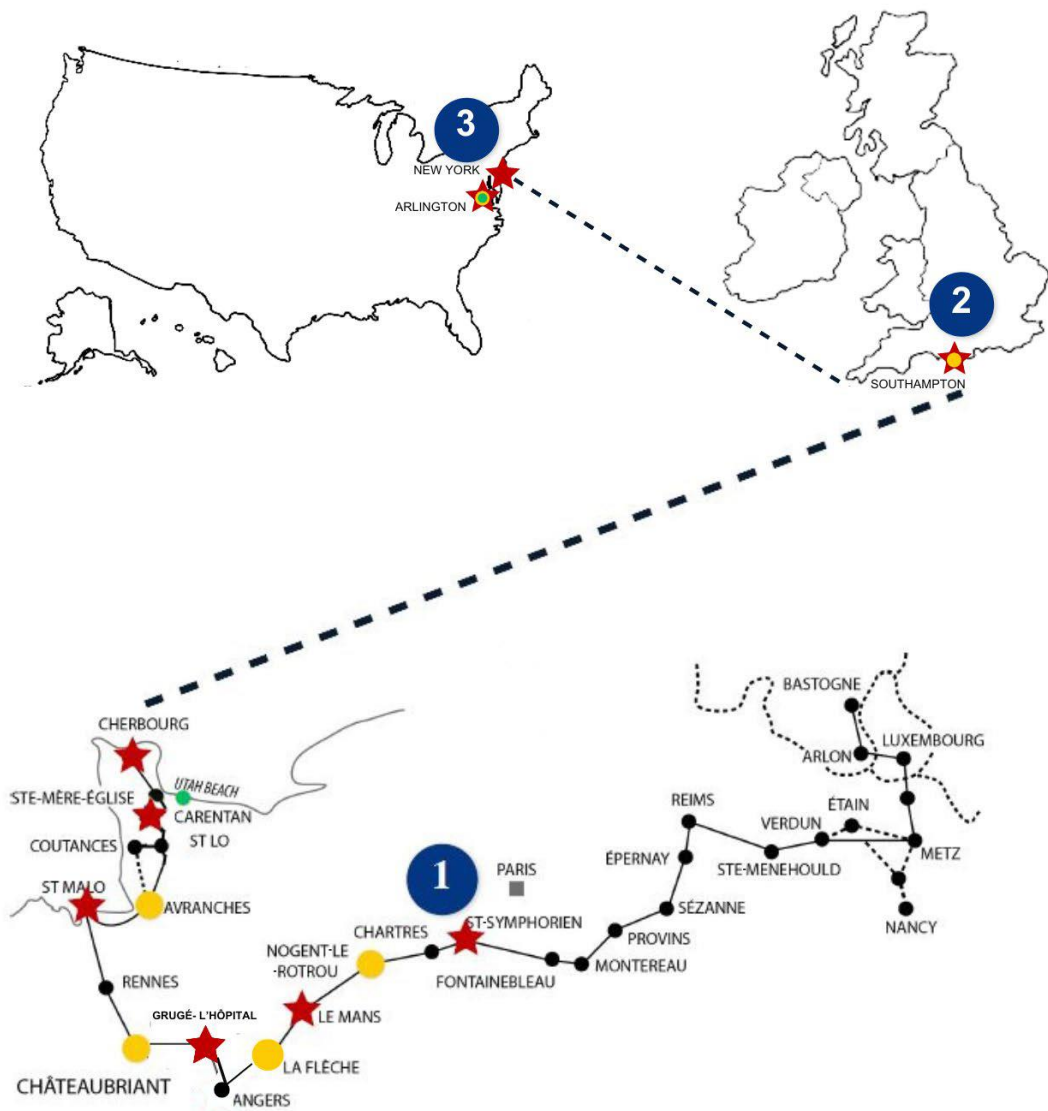 3
NEW YORK
ARLINGTON
2
SOUTHAMPTON
CHERBOURG
UTAH BEACH
STE-MÈRE-ÉGLISE
CARENTAN
ST LO
COUTANCES
ST MALO
AVRANCHES
RENNES
CHÂTEAUBRIANT
GRUGÉ- L'HÔPITAL
ANGERS
LA FLÈCHE
LE MANS
NOGENT-LE
-ROTROU
CHARTRES
1
PARIS
ST-SYMPHORIEN
FONTAINEBLEAU
MONTEREAU
PROVINS
SÉZANNE
ÉPERNAY
REIMS
STE-MENEHOULD
VERDUN
ÉTAIN
METZ
NANCY
LUXEMBOURG
ARLON
BASTOGNE